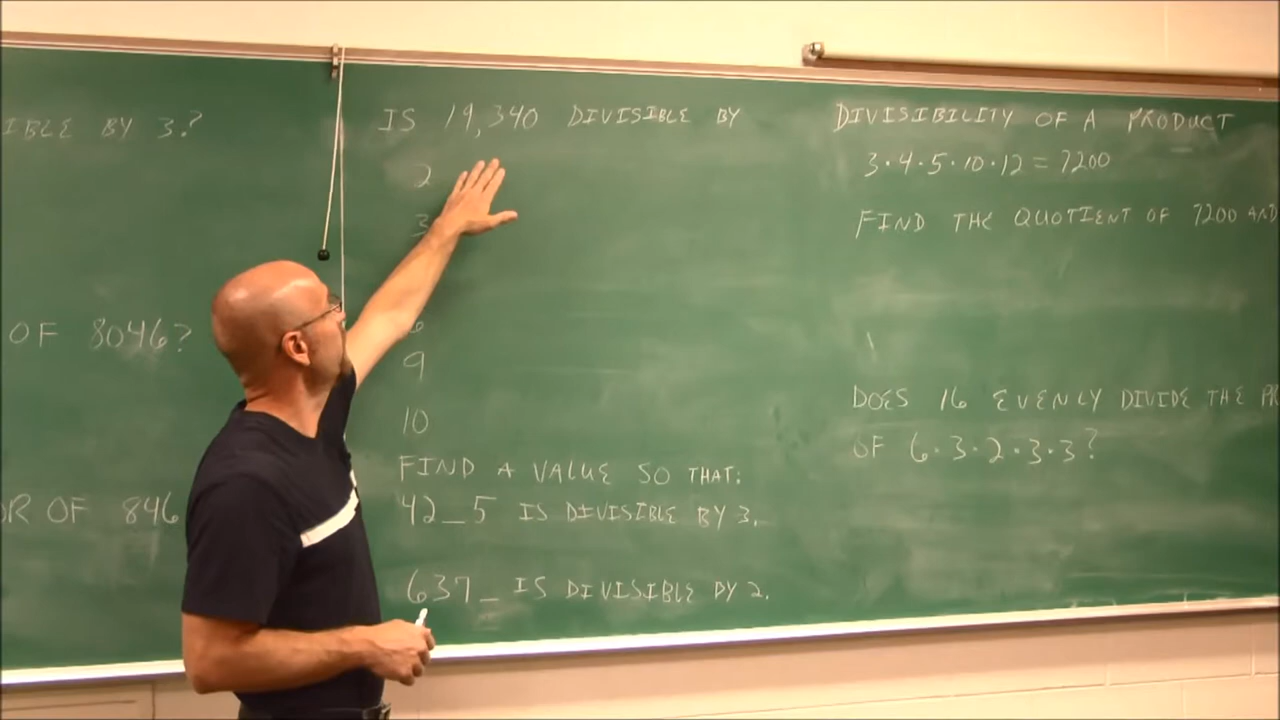 IBLE BY 3?
OF 8046?
OR OF 846
IS 19,340 DIVISIBLE BY
2
3
6
9
10
FIND A VALUE SO THAT:
42_5 IS DIVISIBLE BY 3.
637_ IS DIVISIBLE BY 2.
DIVISIBILITY OF A PRODUCT
3·4·5·10·12 = 7200
FIND THE QUOTIENT OF 7200 AND
DOES 16 EVENLY DIVIDE THE PR
OF 6·3·2·3·3?